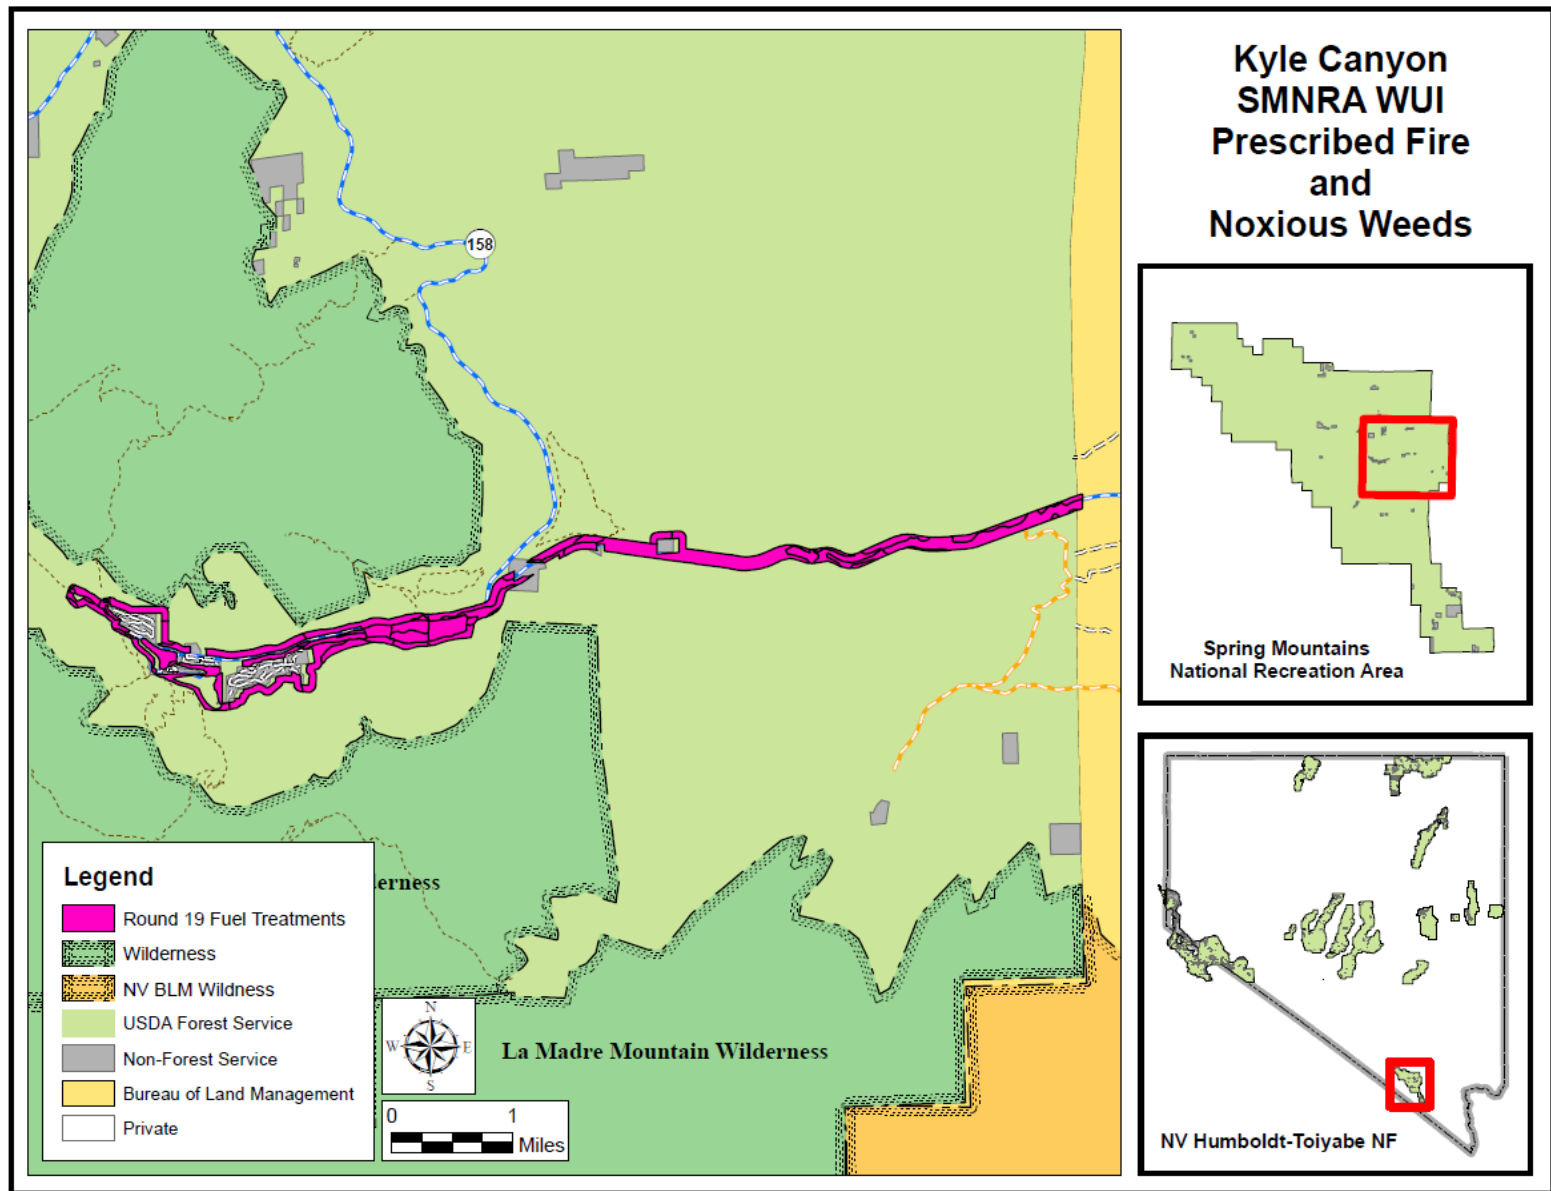 Kyle Canyon
SMNRA WUI
Prescribed Fire
and
Noxious Weeds
158
erness
La Madre Mountain Wilderness
Legend
Round 19 Fuel Treatments
Wilderness
NV BLM Wildness
USDA Forest Service
Non-Forest Service
Bureau of Land Management
Private
N
W
E
S
0 1
Miles
Spring Mountains
National Recreation Area
NV Humboldt-Toiyabe NF